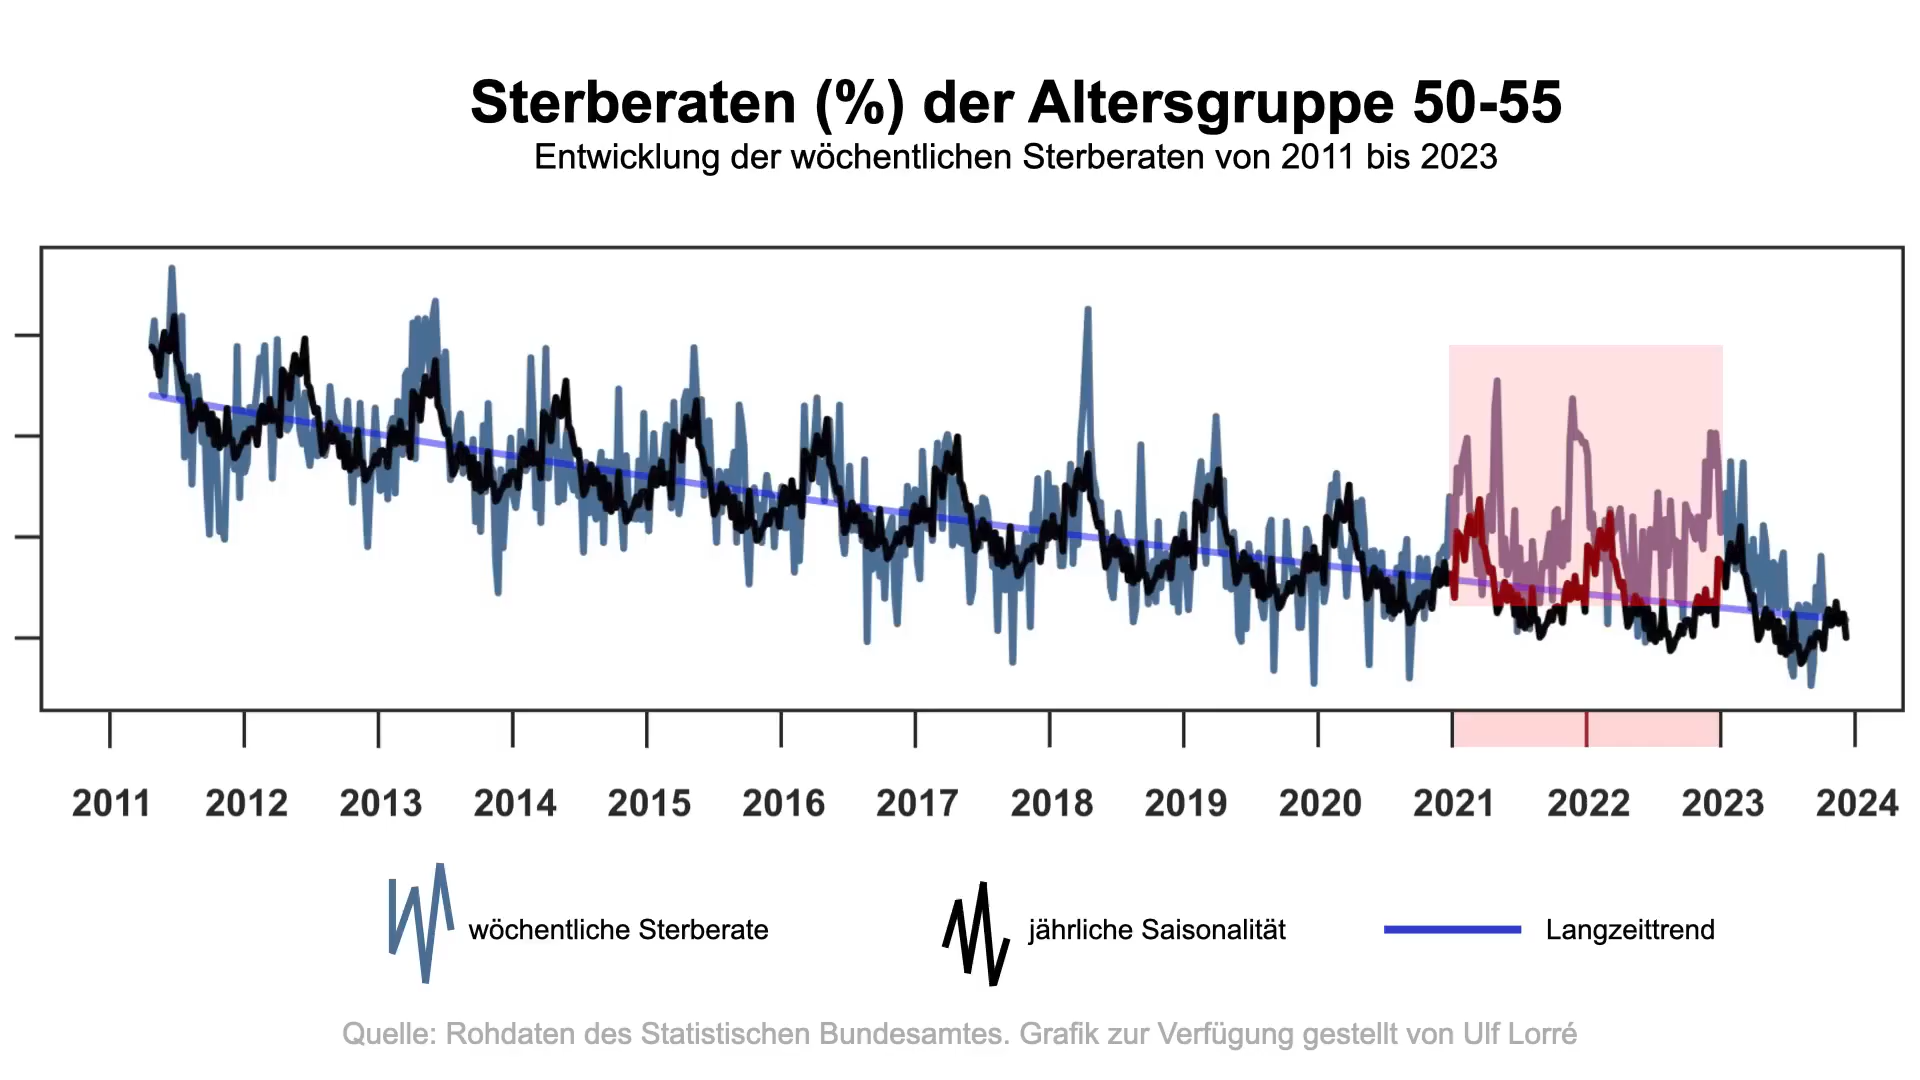 Sterberaten (%) der Altersgruppe 50-55
Entwicklung der wöchentlichen Sterberaten von 2011 bis 2023
2011 2012 2013 2014 2015 2016 2017 2018 2019 2020 2021 2022 2023 2024
wöchentliche Sterberate jährliche Saisonalität Langzeittrend
Quelle: Rohdaten des Statistischen Bundesamtes. Grafik zur Verfügung gestellt von Ulf Lorré